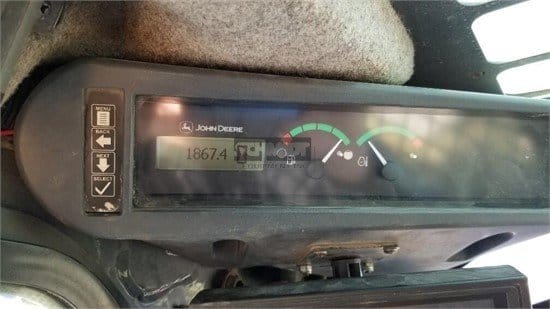 MENU
BACK
NEXT
SELECT
JOHN DEERE
1867.4